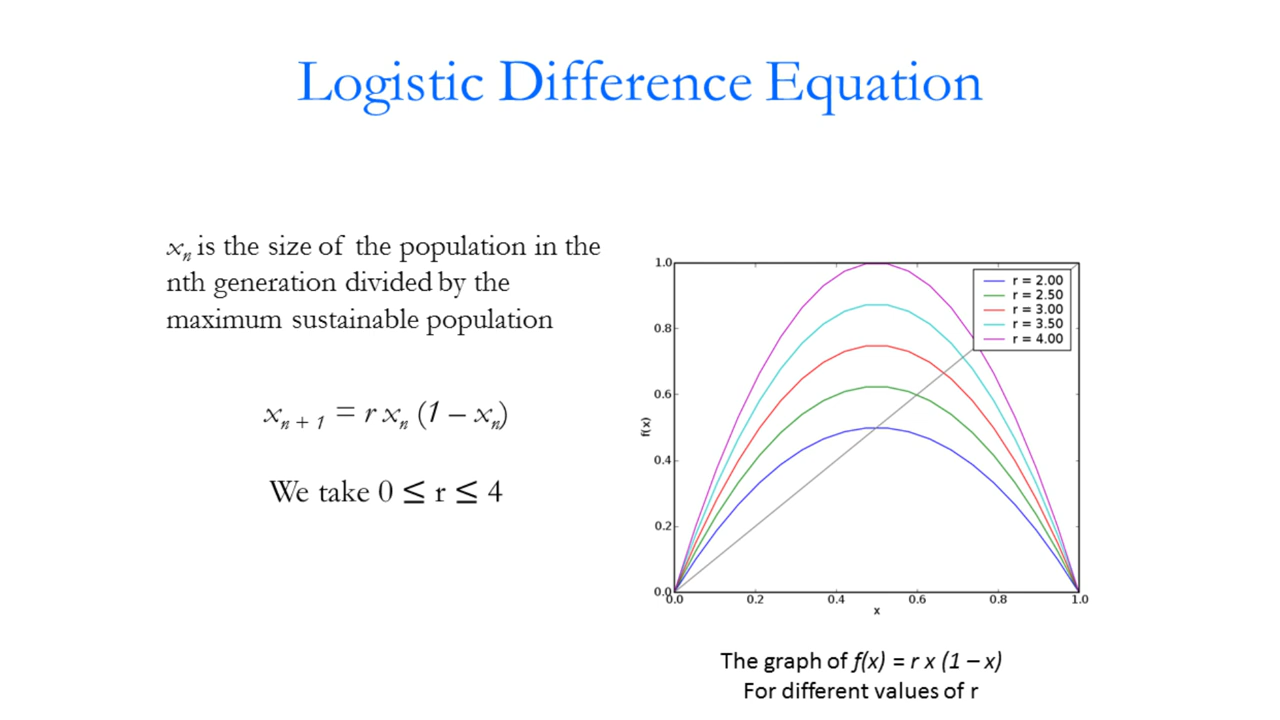 Logistic Difference Equation
xₙ is the size of the population in the
nth generation divided by the
maximum sustainable population
xₙ ₊ ₁ = r xₙ (1 – xₙ)
We take 0 ≤ r ≤ 4
1.0
0.8
0.6
0.4
0.2
0.0
f(x)
r = 2.00
r = 2.50
r = 3.00
r = 3.50
r = 4.00
0.0 0.2 0.4 0.6 0.8 1.0
x
The graph of f(x) = r x (1 – x)
For different values of r